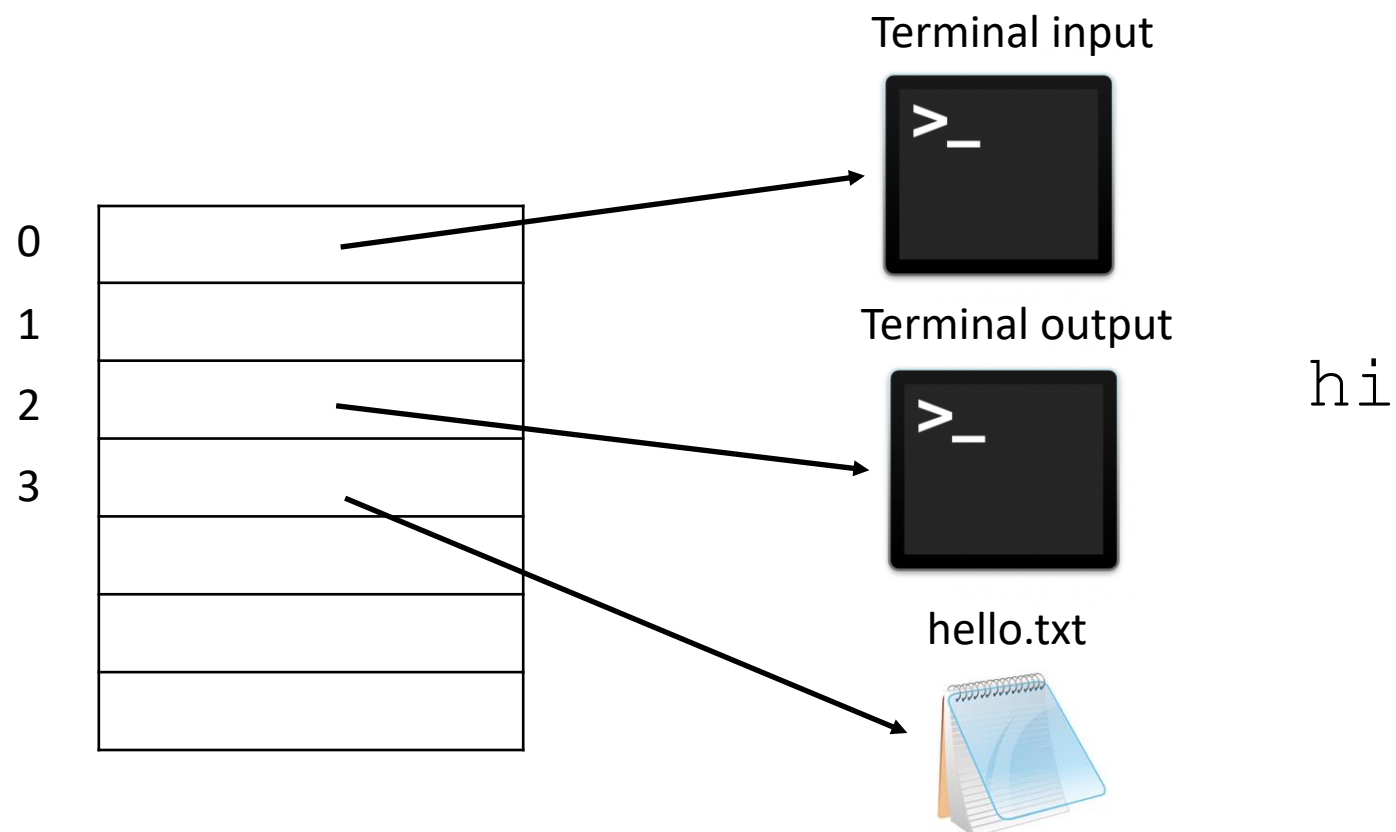 Terminal input
>_
0
1
Terminal output
hi
2
>_
3
hello.txt